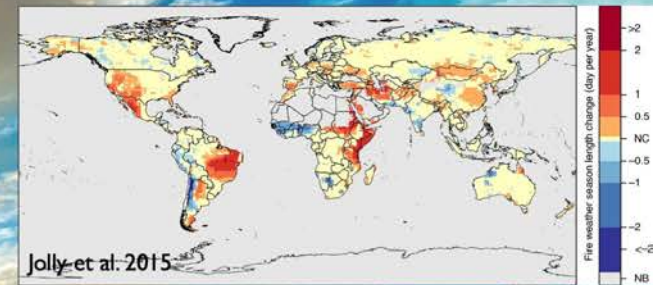 >2
2
1
0.5
NC
-0.5
-1
-2
<-2
NB
Fire weather season length change (day per year)
Jolly et al. 2015